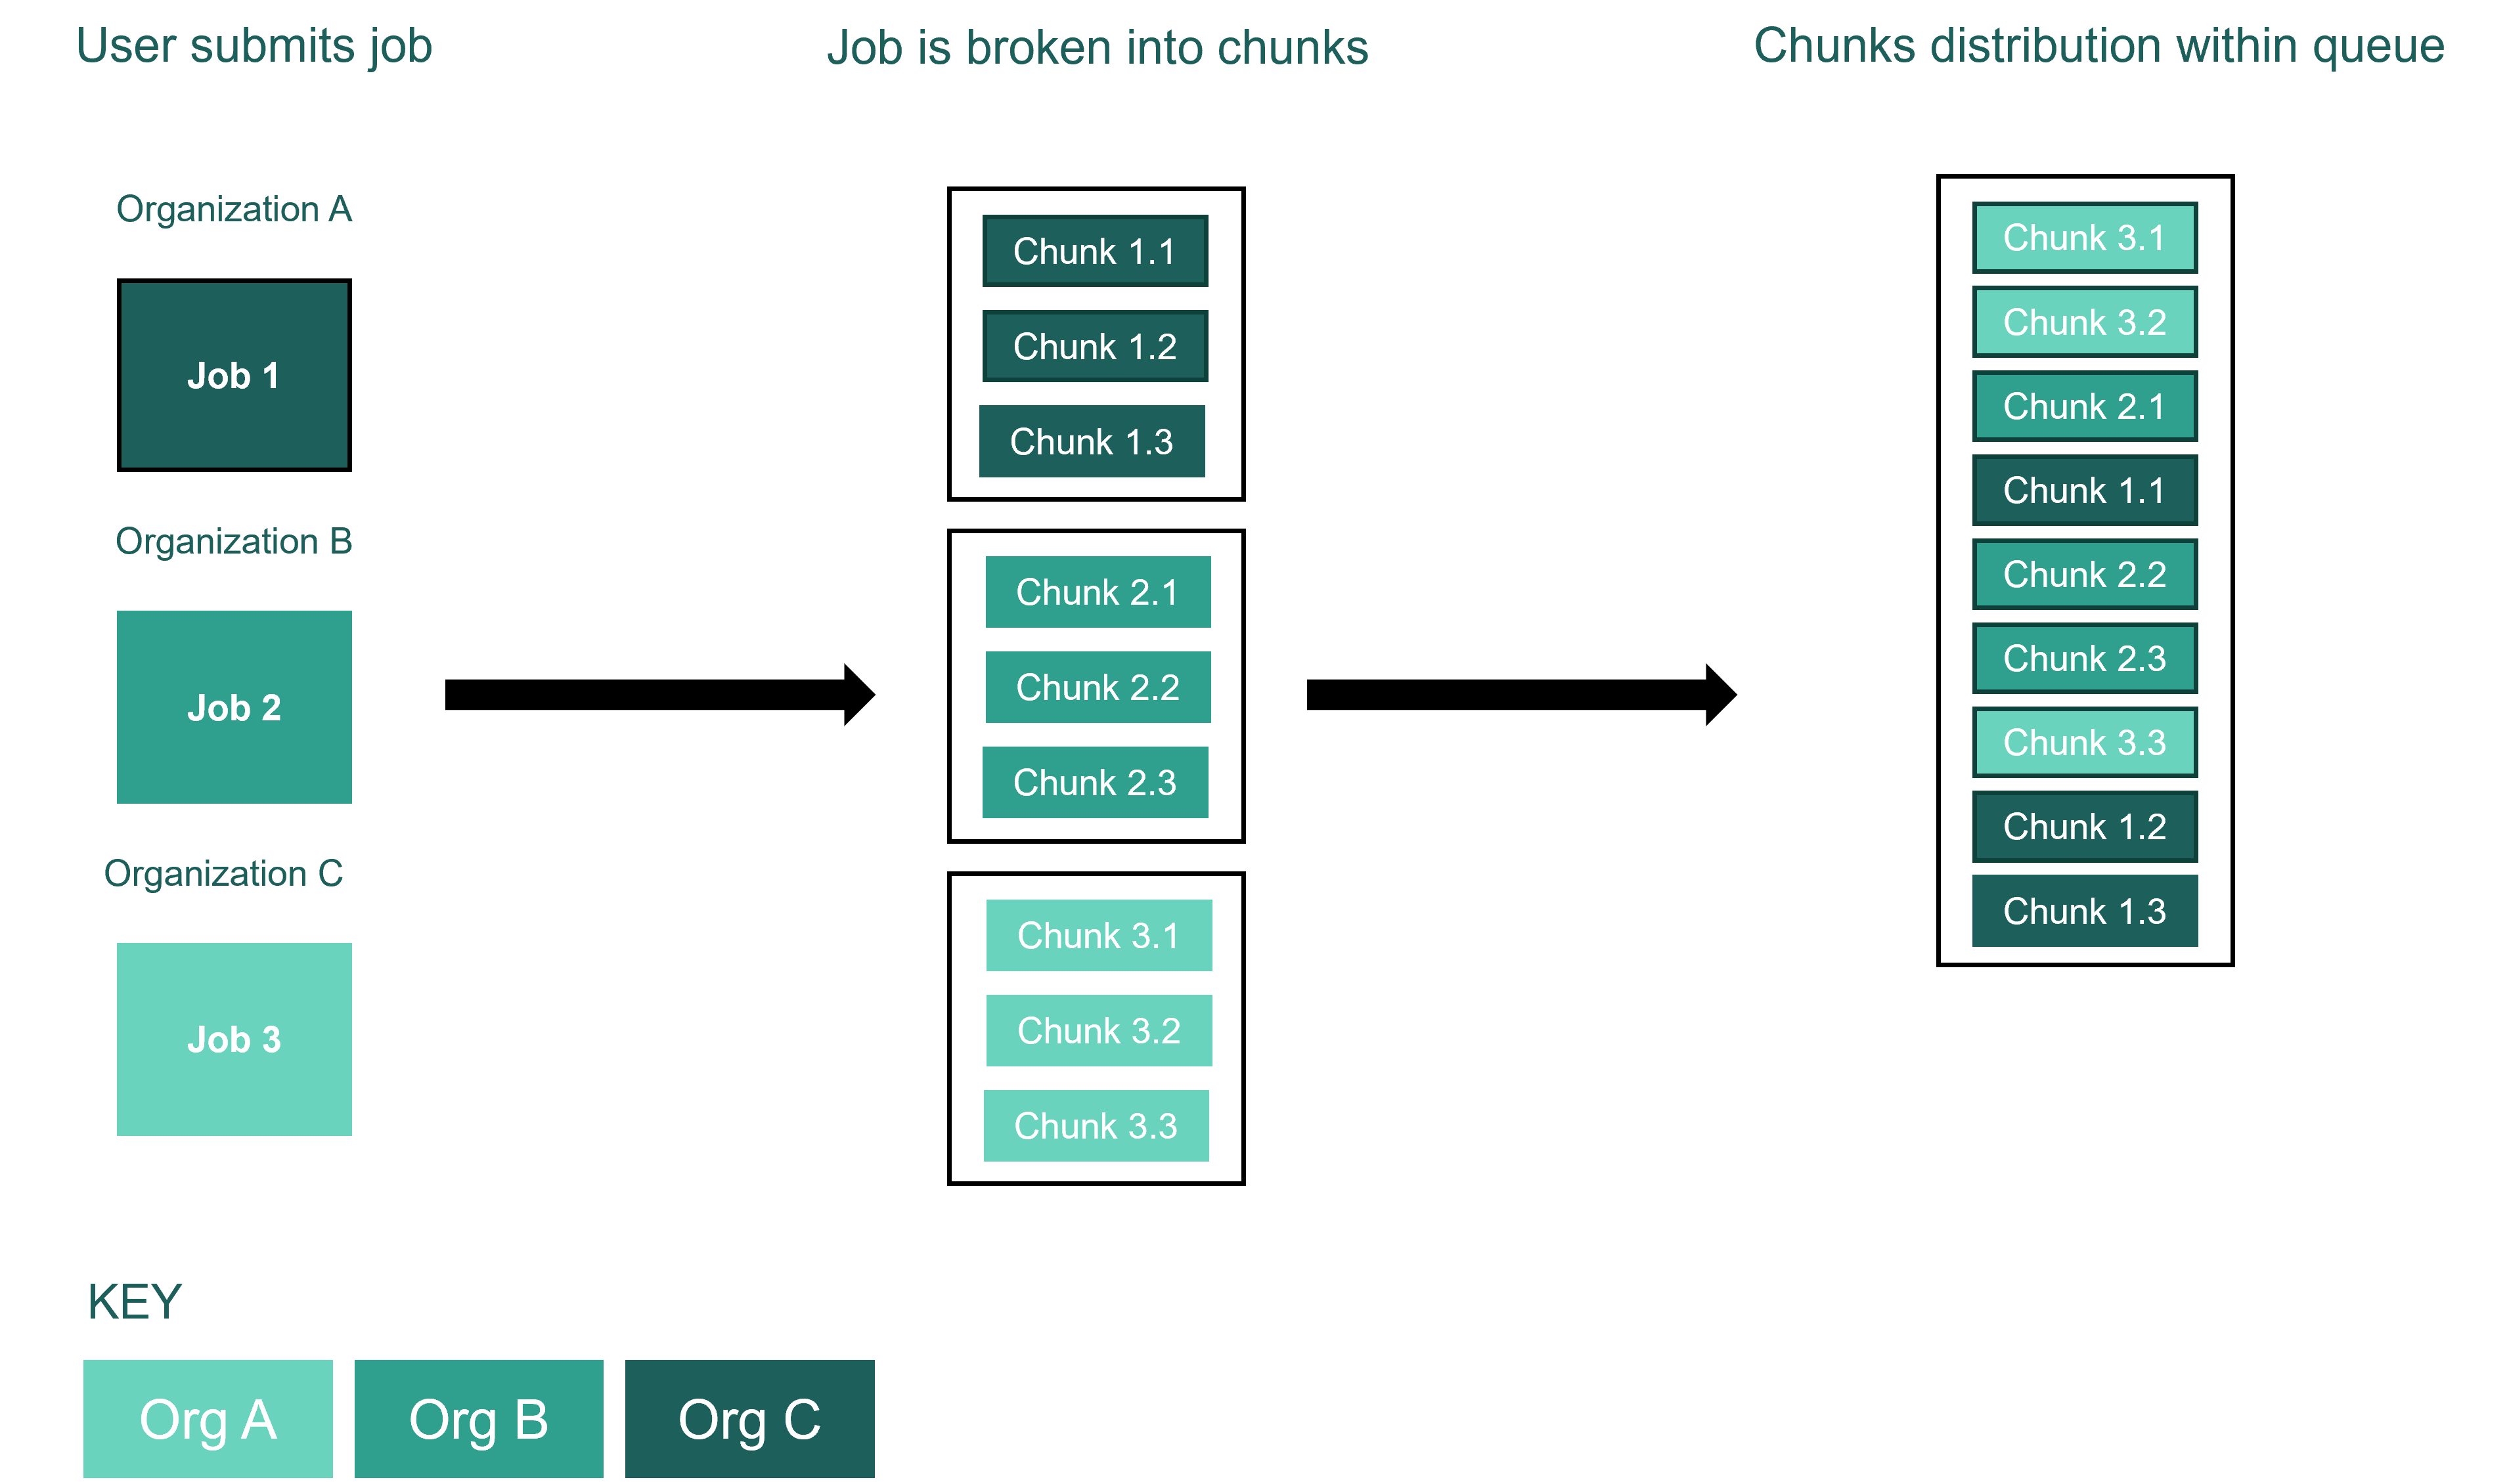 User submits job
Job is broken into chunks
Chunks distribution within queue
Organization A
Job 1
Organization B
Job 2
Organization C
Job 3
Chunk 1.1
Chunk 1.2
Chunk 1.3
Chunk 2.1
Chunk 2.2
Chunk 2.3
Chunk 3.1
Chunk 3.2
Chunk 3.3
Chunk 3.1
Chunk 3.2
Chunk 2.1
Chunk 1.1
Chunk 2.2
Chunk 2.3
Chunk 3.3
Chunk 1.2
Chunk 1.3
KEY
Org A
Org B
Org C